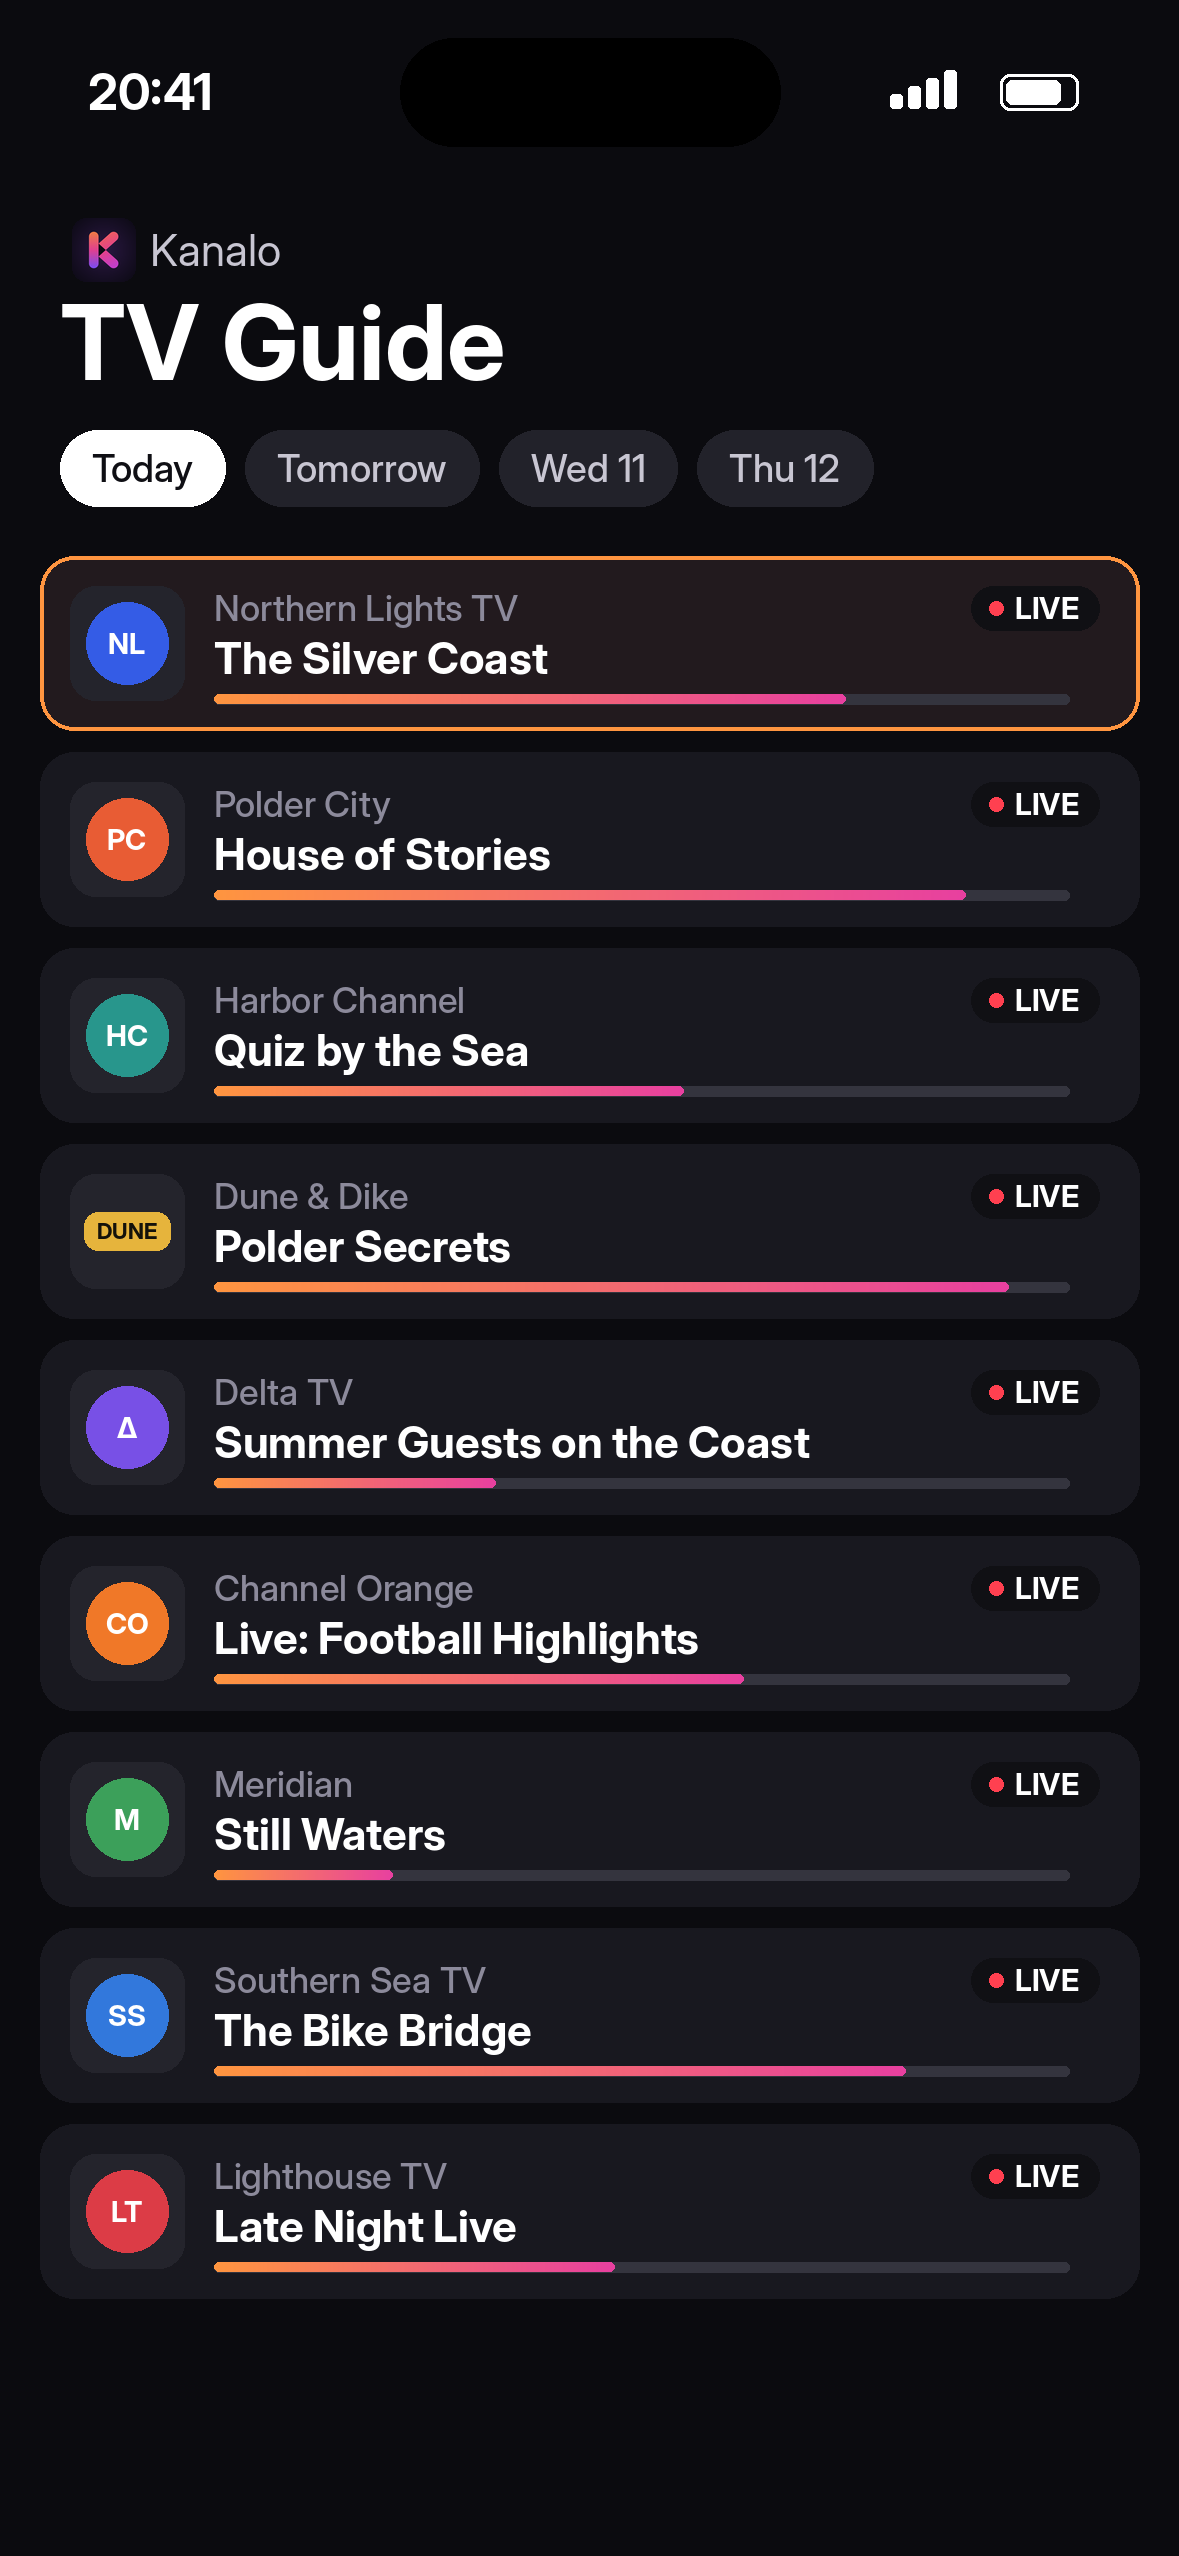 20:41
Kanalo
TV Guide
Today Tomorrow Wed 11 Thu 12
NL Northern Lights TV LIVE
The Silver Coast
PC Polder City LIVE
House of Stories
HC Harbor Channel LIVE
Quiz by the Sea
DUNE Dune & Dike LIVE
Polder Secrets
Δ Delta TV LIVE
Summer Guests on the Coast
CO Channel Orange LIVE
Live: Football Highlights
M Meridian LIVE
Still Waters
SS Southern Sea TV LIVE
The Bike Bridge
LT Lighthouse TV LIVE
Late Night Live